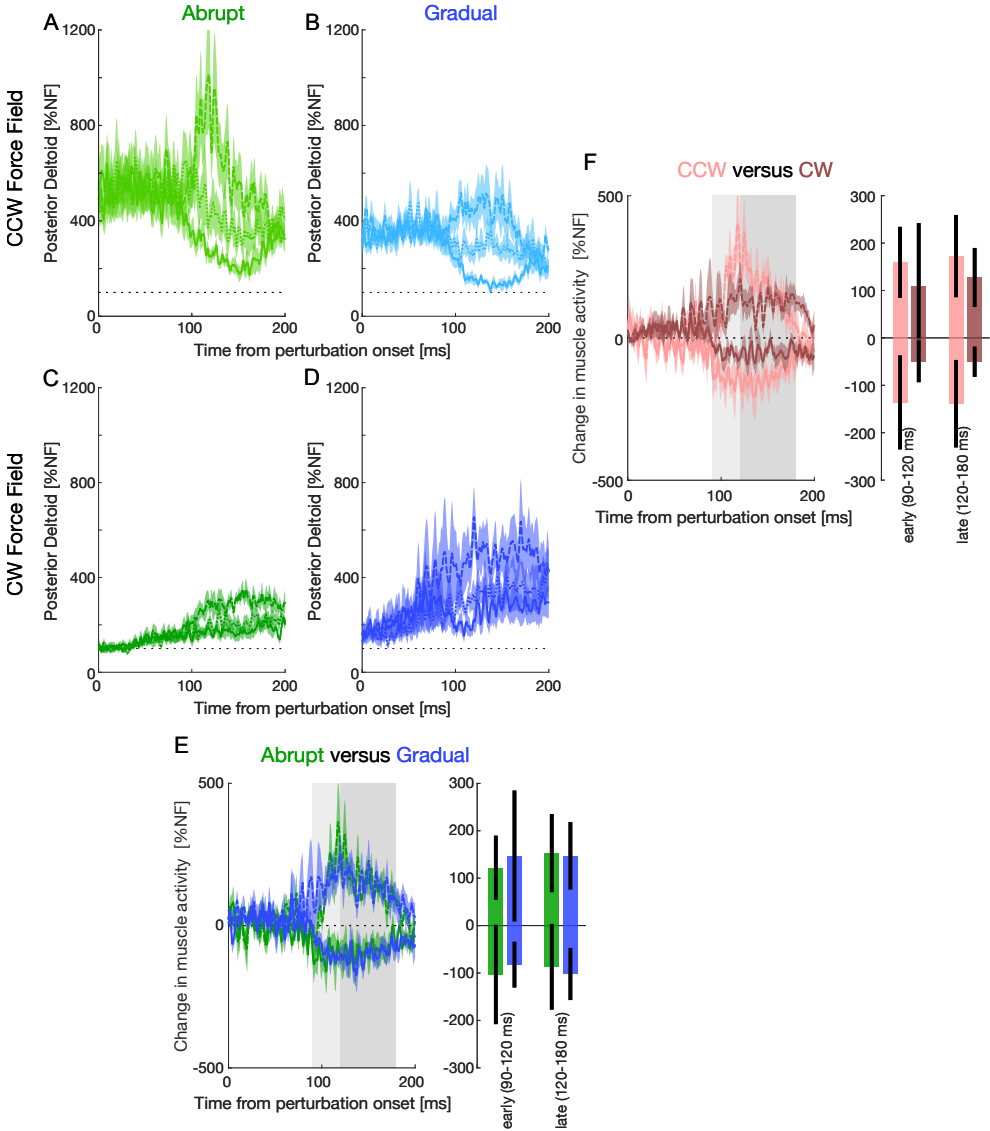 Abrupt
Gradual
A
B
CCW Force Field
Posterior Deltoid [%NF]
1200
800
400
0
0
100
200
Time from perturbation onset [ms]
Posterior Deltoid [%NF]
1200
800
400
0
0
100
200
Time from perturbation onset [ms]
C
D
CW Force Field
Posterior Deltoid [%NF]
1200
800
400
0
0
100
200
Time from perturbation onset [ms]
Posterior Deltoid [%NF]
1200
800
400
0
0
100
200
Time from perturbation onset [ms]
F
CCW versus CW
Change in muscle activity [%NF]
500
0
-500
0
100
200
Time from perturbation onset [ms]
300
200
100
0
-100
-200
-300
early (90-120 ms)
late (120-180 ms)
E
Abrupt versus Gradual
Change in muscle activity [%NF]
500
0
-500
0
100
200
Time from perturbation onset [ms]
300
200
100
0
-100
-200
-300
early (90-120 ms)
late (120-180 ms)